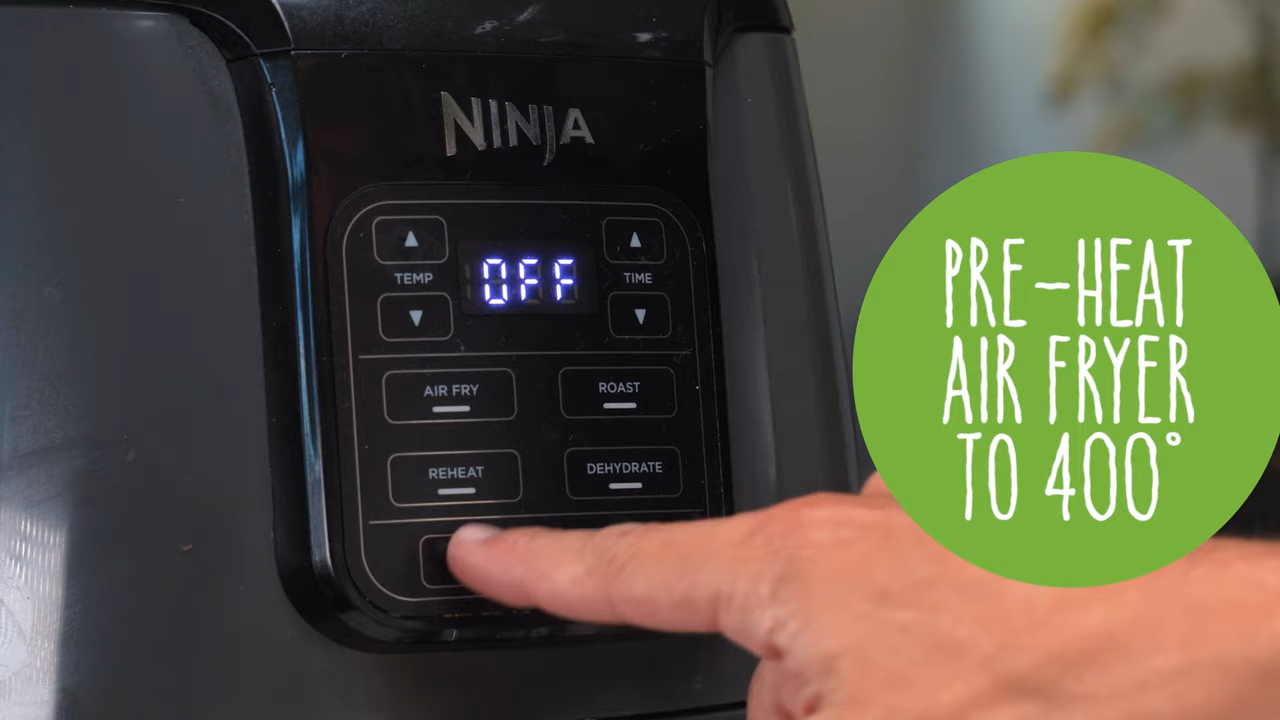 NINJA
TEMP
OFF
TIME
AIR FRY
ROAST
REHEAT
DEHYDRATE
PRE-HEAT
AIR FRYER
TO 400°